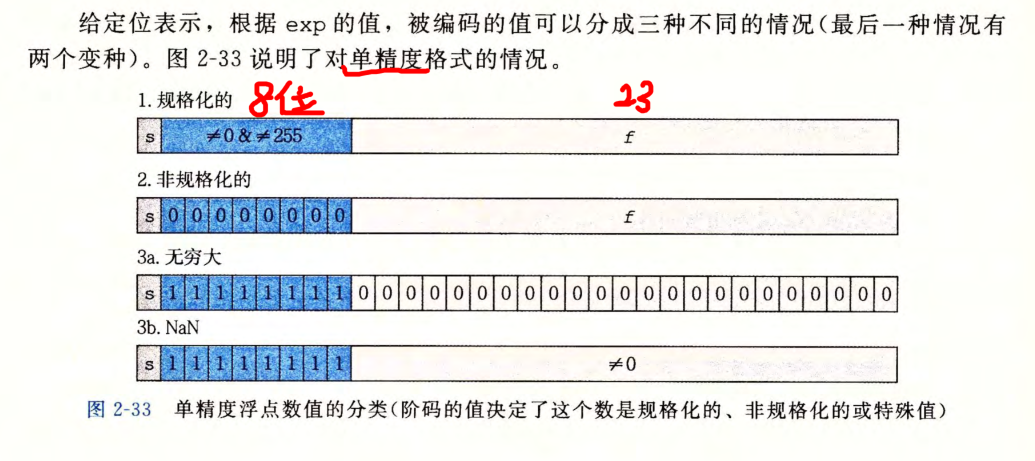 给定位表示，根据 exp 的值，被编码的值可以分成三种不同的情况（最后一种情况有
两个变种）。图 2-33 说明了对单精度格式的情况。
1. 规格化的 8位 23
s ≠0&≠255 f
2. 非规格化的
s 0 0 0 0 0 0 0 0 f
3a. 无穷大
s 1 1 1 1 1 1 1 1 0 0 0 0 0 0 0 0 0 0 0 0 0 0 0 0 0 0 0 0 0 0 0
3b. NaN
s 1 1 1 1 1 1 1 1 ≠0
图 2-33 单精度浮点数值的分类（阶码的值决定了这个数是规格化的、非规格化的或特殊值）